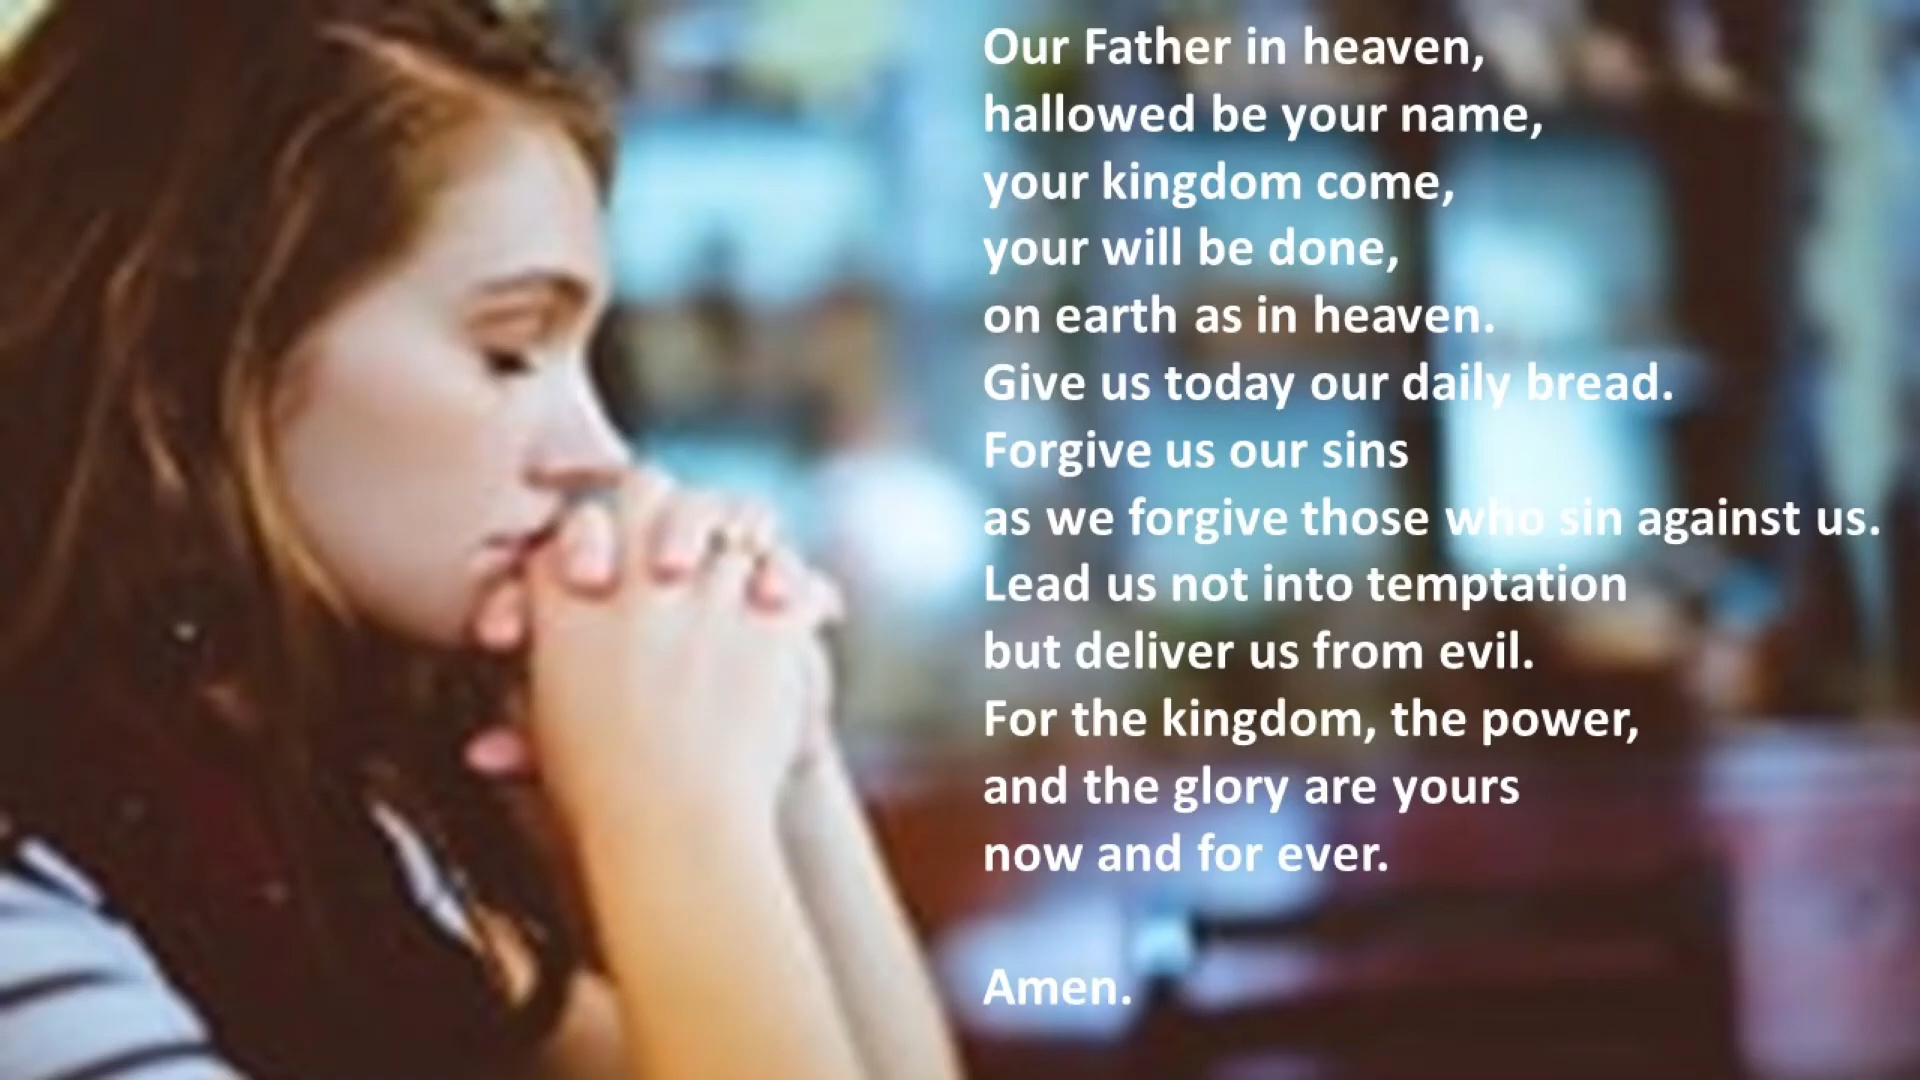 Our Father in heaven,
hallowed be your name,
your kingdom come,
your will be done,
on earth as in heaven.
Give us today our daily bread.
Forgive us our sins
as we forgive those who sin against us.
Lead us not into temptation
but deliver us from evil.
For the kingdom, the power,
and the glory are yours
now and for ever.
Amen.